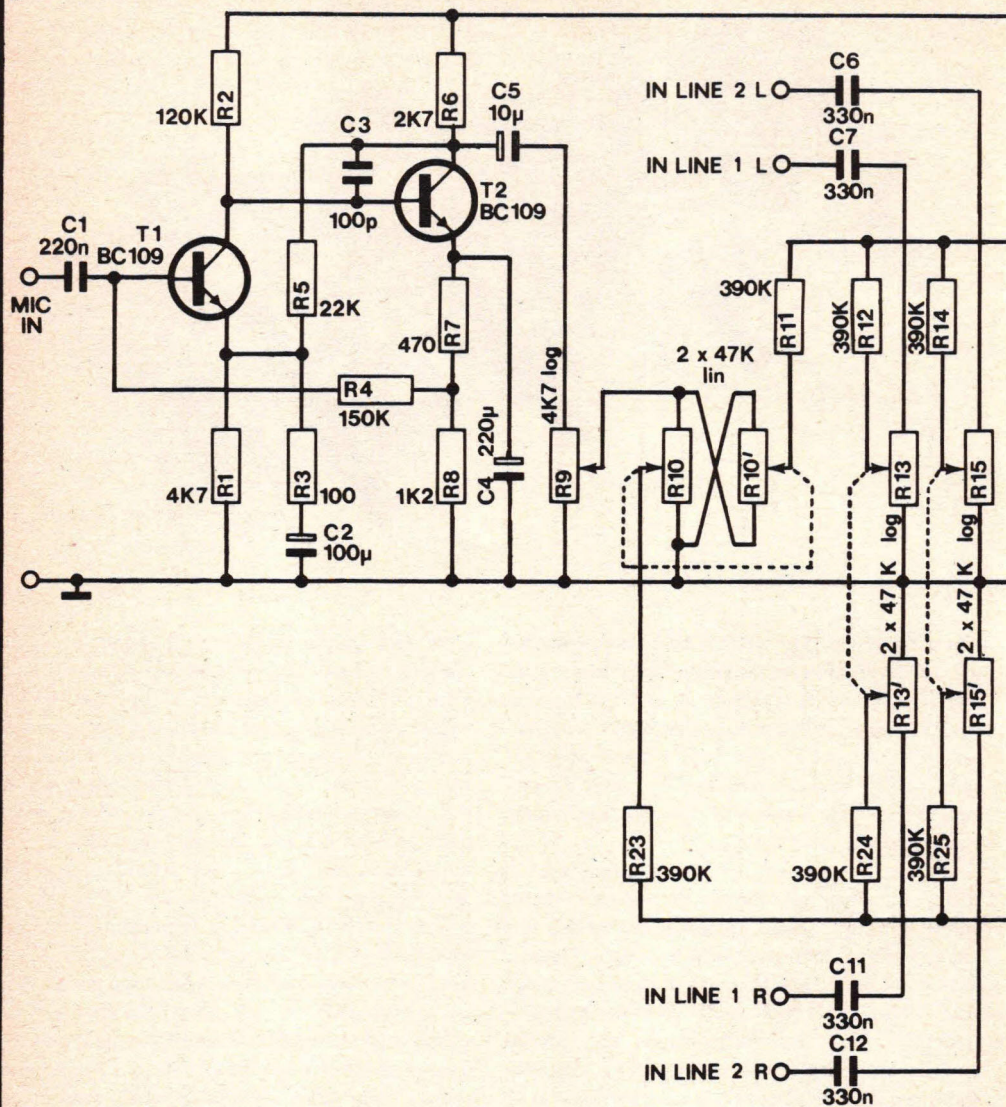 C6
IN LINE 2 L
330n
C7
IN LINE 1 L
330n
R2
120K
R6
2K7
C5
10µ
C3
100p
T2
BC109
C1
220n
T1
BC109
MIC
IN
R5
22K
R7
470
R4
150K
R1
4K7
R3
100
C2
100µ
R8
1K2
C4
220µ
4K7 log
R9
2 x 47K
lin
R10
R10'
390K
R11
390K
R12
390K
R14
R13
R15
2 x 47 K log
2 x 47 K log
R13'
R15'
R23
390K
R24
390K
R25
390K
C11
IN LINE 1 R
330n
C12
IN LINE 2 R
330n